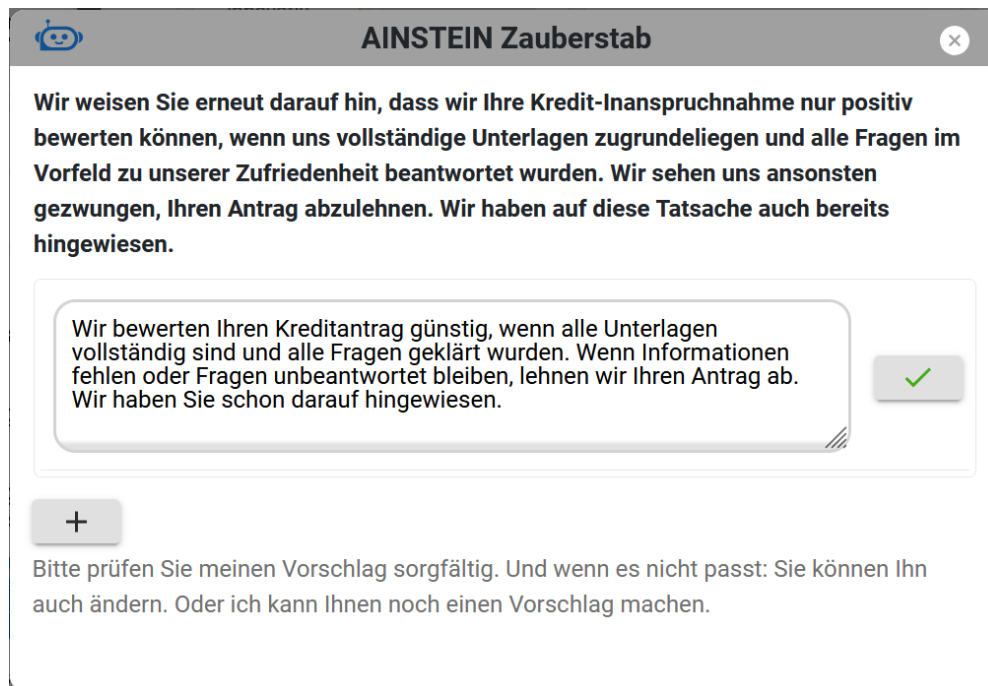 AINSTEIN Zauberstab
Wir weisen Sie erneut darauf hin, dass wir Ihre Kredit-Inanspruchnahme nur positiv
bewerten können, wenn uns vollständige Unterlagen zugrundeliegen und alle Fragen im
Vorfeld zu unserer Zufriedenheit beantwortet wurden. Wir sehen uns ansonsten
gezwungen, Ihren Antrag abzulehnen. Wir haben auf diese Tatsache auch bereits
hingewiesen.
Wir bewerten Ihren Kreditantrag günstig, wenn alle Unterlagen
vollständig sind und alle Fragen geklärt wurden. Wenn Informationen
fehlen oder Fragen unbeantwortet bleiben, lehnen wir Ihren Antrag ab.
Wir haben Sie schon darauf hingewiesen.
Bitte prüfen Sie meinen Vorschlag sorgfältig. Und wenn es nicht passt: Sie können Ihn
auch ändern. Oder ich kann Ihnen noch einen Vorschlag machen.